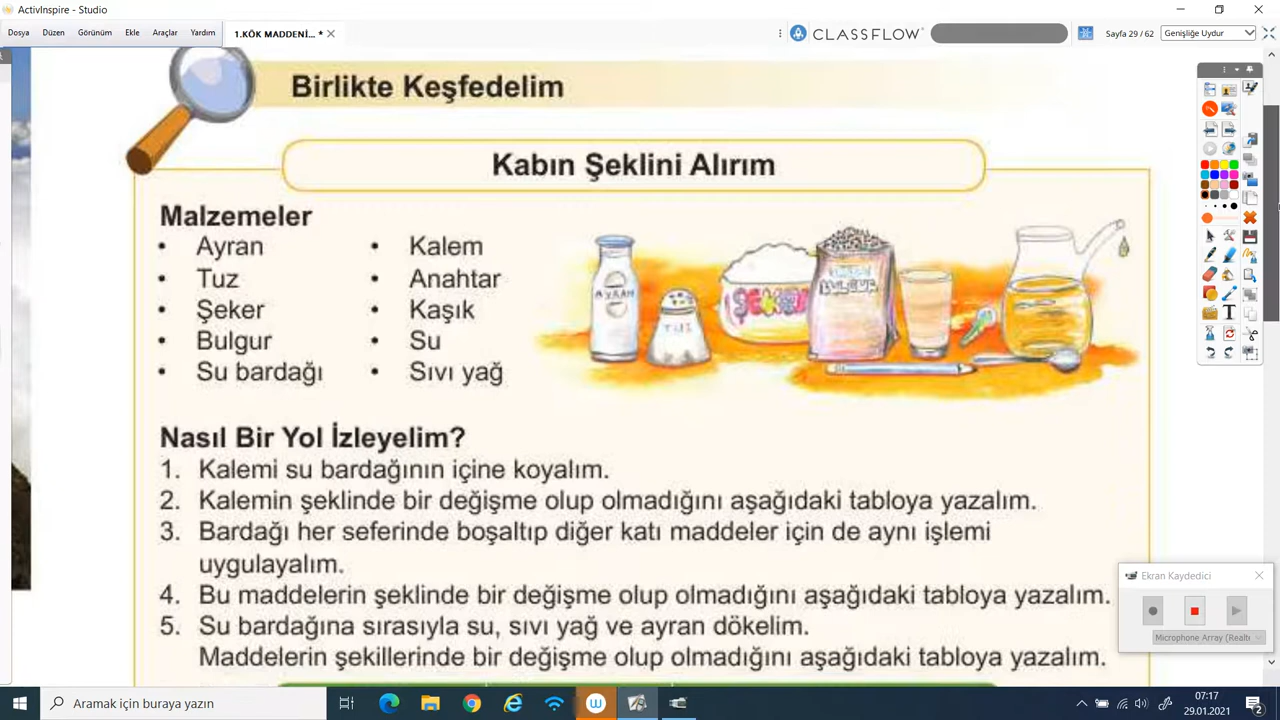 ActivInspire - Studio
Dosya Düzen Görünüm Ekle Araçlar Yardım
1.KÖK MADDENİ... *
CLASSFLOW
Sayfa 29 / 62
Genişliğe Uydur
Birlikte Keşfedelim
Kabın Şeklini Alırım
Malzemeler
• Ayran
• Tuz
• Şeker
• Bulgur
• Su bardağı
• Kalem
• Anahtar
• Kaşık
• Su
• Sıvı yağ
AYRAN
TUZ
ŞEKER
BULGUR
Nasıl Bir Yol İzleyelim?
1. Kalemi su bardağının içine koyalım.
2. Kalemin şeklinde bir değişme olup olmadığını aşağıdaki tabloya yazalım.
3. Bardağı her seferinde boşaltıp diğer katı maddeler için de aynı işlemi
uygulayalım.
4. Bu maddelerin şeklinde bir değişme olup olmadığını aşağıdaki tabloya yazalım.
5. Su bardağına sırasıyla su, sıvı yağ ve ayran dökelim.
Maddelerin şekillerinde bir değişme olup olmadığını aşağıdaki tabloya yazalım.
Ekran Kaydedici
Microphone Array (Realt
Aramak için buraya yazın
07:17
29.01.2021
2